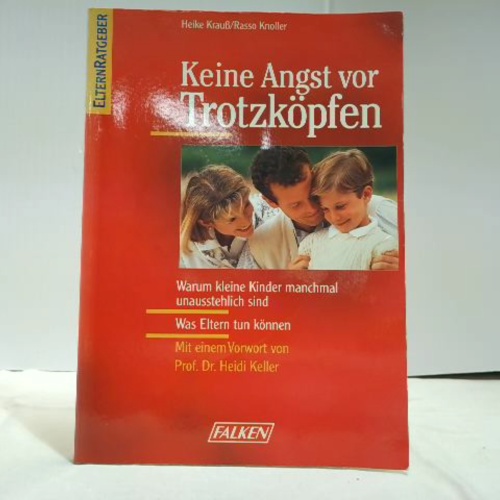 Heike Krauß/Rasso Knoller
ELTERNRATGEBER
Keine Angst vor
Trotzköpfen
Warum kleine Kinder manchmal
unausstehlich sind
Was Eltern tun können
Mit einem Vorwort von
Prof. Dr. Heidi Keller
FALKEN